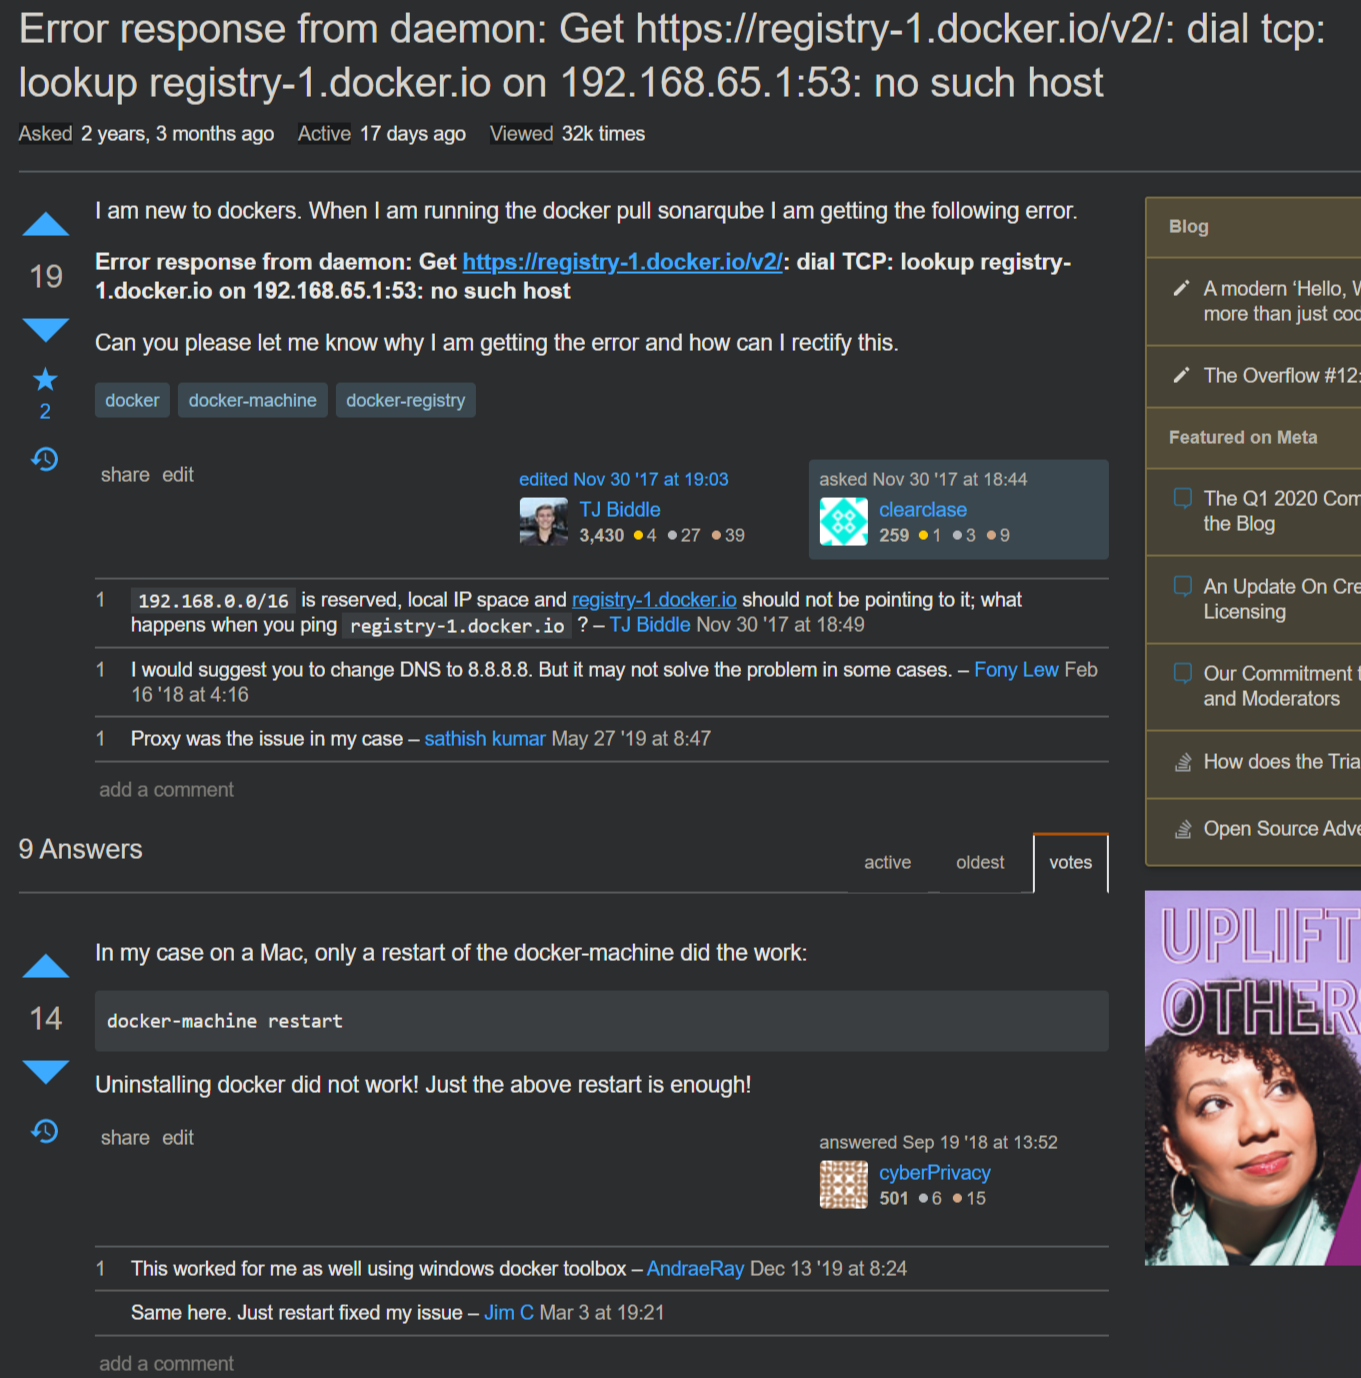 Error response from daemon: Get https://registry-1.docker.io/v2/: dial tcp:
lookup registry-1.docker.io on 192.168.65.1:53: no such host
Asked 2 years, 3 months ago Active 17 days ago Viewed 32k times
I am new to dockers. When I am running the docker pull sonarqube I am getting the following error.
19
Error response from daemon: Get https://registry-1.docker.io/v2/: dial TCP: lookup registry-
1.docker.io on 192.168.65.1:53: no such host
Can you please let me know why I am getting the error and how can I rectify this.
2
docker docker-machine docker-registry
share edit
edited Nov 30 '17 at 19:03
TJ Biddle
3,430 4 27 39
asked Nov 30 '17 at 18:44
clearclase
259 1 3 9
1 192.168.0.0/16 is reserved, local IP space and registry-1.docker.io should not be pointing to it; what
happens when you ping registry-1.docker.io ? – TJ Biddle Nov 30 '17 at 18:49
1 I would suggest you to change DNS to 8.8.8.8. But it may not solve the problem in some cases. – Fony Lew Feb
16 '18 at 4:16
1 Proxy was the issue in my case – sathish kumar May 27 '19 at 8:47
add a comment
9 Answers
active oldest votes
In my case on a Mac, only a restart of the docker-machine did the work:
14
docker-machine restart
Uninstalling docker did not work! Just the above restart is enough!
share edit
answered Sep 19 '18 at 13:52
cyberPrivacy
501 6 15
1 This worked for me as well using windows docker toolbox – AndraeRay Dec 13 '19 at 8:24
Same here. Just restart fixed my issue – Jim C Mar 3 at 19:21
add a comment
Blog
A modern ‘Hello,
more than just
The Overflow #12:
Featured on Meta
The Q1 2020
the Blog
An Update On
Licensing
Our Commitment
and Moderators
How does the
Open Source
UPLIFT